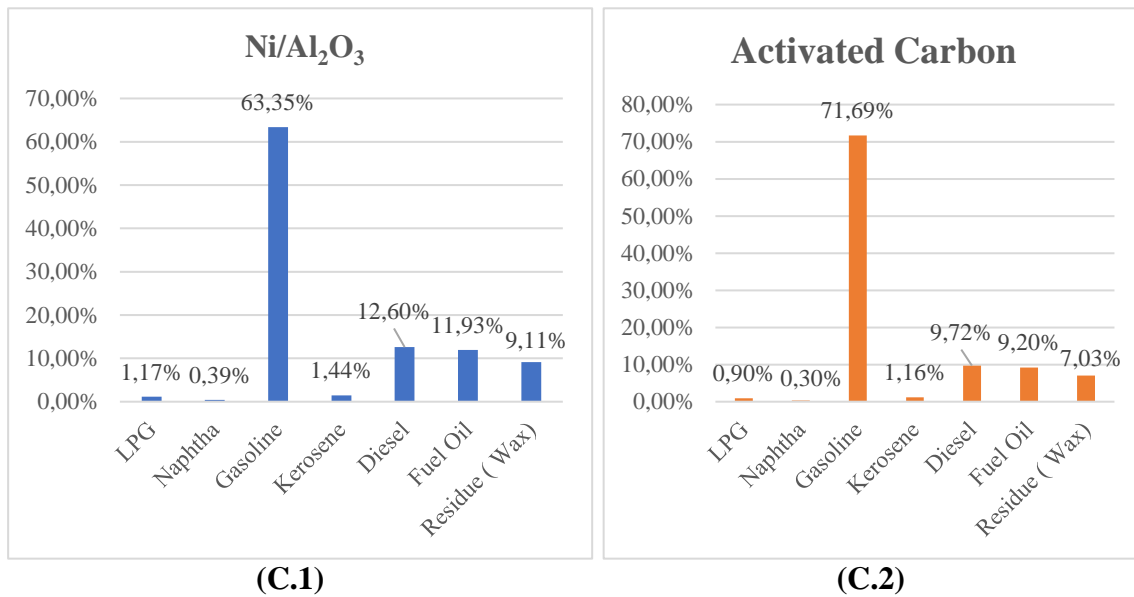 Ni/Al₂O₃
70,00%
60,00%
50,00%
40,00%
30,00%
20,00%
10,00%
0,00%
1,17%
0,39%
63,35%
1,44%
12,60%
11,93%
9,11%
LPG
Naphtha
Gasoline
Kerosene
Diesel
Fuel Oil
Residue ( Wax)
(C.1)
Activated Carbon
80,00%
70,00%
60,00%
50,00%
40,00%
30,00%
20,00%
10,00%
0,00%
0,90%
0,30%
71,69%
1,16%
9,72%
9,20%
7,03%
LPG
Naphtha
Gasoline
Kerosene
Diesel
Fuel Oil
Residue ( Wax)
(C.2)